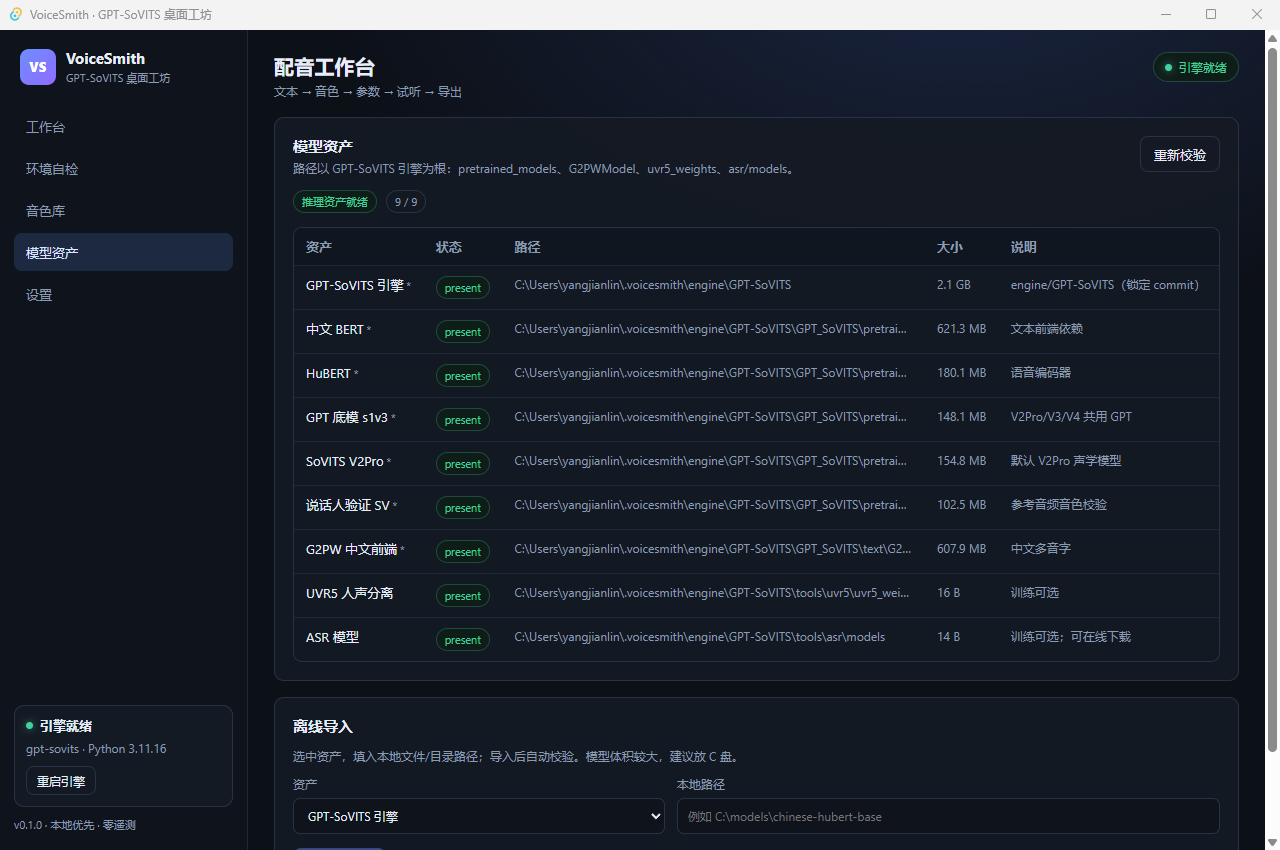 VoiceSmith · GPT-SoVITS 桌面工坊
VS
VoiceSmith
GPT-SoVITS 桌面工坊
工作台
环境自检
音色库
模型资产
设置
引擎就绪
gpt-sovits · Python 3.11.16
重启引擎
v0.1.0 · 本地优先 · 零遥测
配音工作台
文本 → 音色 → 参数 → 试听 → 导出
引擎就绪
模型资产
路径以 GPT-SoVITS 引擎为根：pretrained_models、G2PWModel、uvr5_weights、asr/models。
重新校验
推理资产就绪 9 / 9
资产 状态 路径 大小 说明
GPT-SoVITS 引擎 * present C:\Users\yangjianlin\.voicesmith\engine\GPT-SoVITS 2.1 GB engine/GPT-SoVITS（锁定 commit）
中文 BERT * present C:\Users\yangjianlin\.voicesmith\engine\GPT-SoVITS\GPT_SoVITS\pretrai... 621.3 MB 文本前端依赖
HuBERT * present C:\Users\yangjianlin\.voicesmith\engine\GPT-SoVITS\GPT_SoVITS\pretrai... 180.1 MB 语音编码器
GPT 底模 s1v3 * present C:\Users\yangjianlin\.voicesmith\engine\GPT-SoVITS\GPT_SoVITS\pretrai... 148.1 MB V2Pro/V3/V4 共用 GPT
SoVITS V2Pro * present C:\Users\yangjianlin\.voicesmith\engine\GPT-SoVITS\GPT_SoVITS\pretrai... 154.8 MB 默认 V2Pro 声学模型
说话人验证 SV * present C:\Users\yangjianlin\.voicesmith\engine\GPT-SoVITS\GPT_SoVITS\pretrai... 102.5 MB 参考音频音色校验
G2PW 中文前端 * present C:\Users\yangjianlin\.voicesmith\engine\GPT-SoVITS\GPT_SoVITS\text\G2... 607.9 MB 中文多音字
UVR5 人声分离 present C:\Users\yangjianlin\.voicesmith\engine\GPT-SoVITS\tools\uvr5\uvr5_wei... 16 B 训练可选
ASR 模型 present C:\Users\yangjianlin\.voicesmith\engine\GPT-SoVITS\tools\asr\models 14 B 训练可选；可在线下载
离线导入
选中资产，填入本地文件/目录路径；导入后自动校验。模型体积较大，建议放 C 盘。
资产 本地路径
GPT-SoVITS 引擎 例如 C:\models\chinese-hubert-base